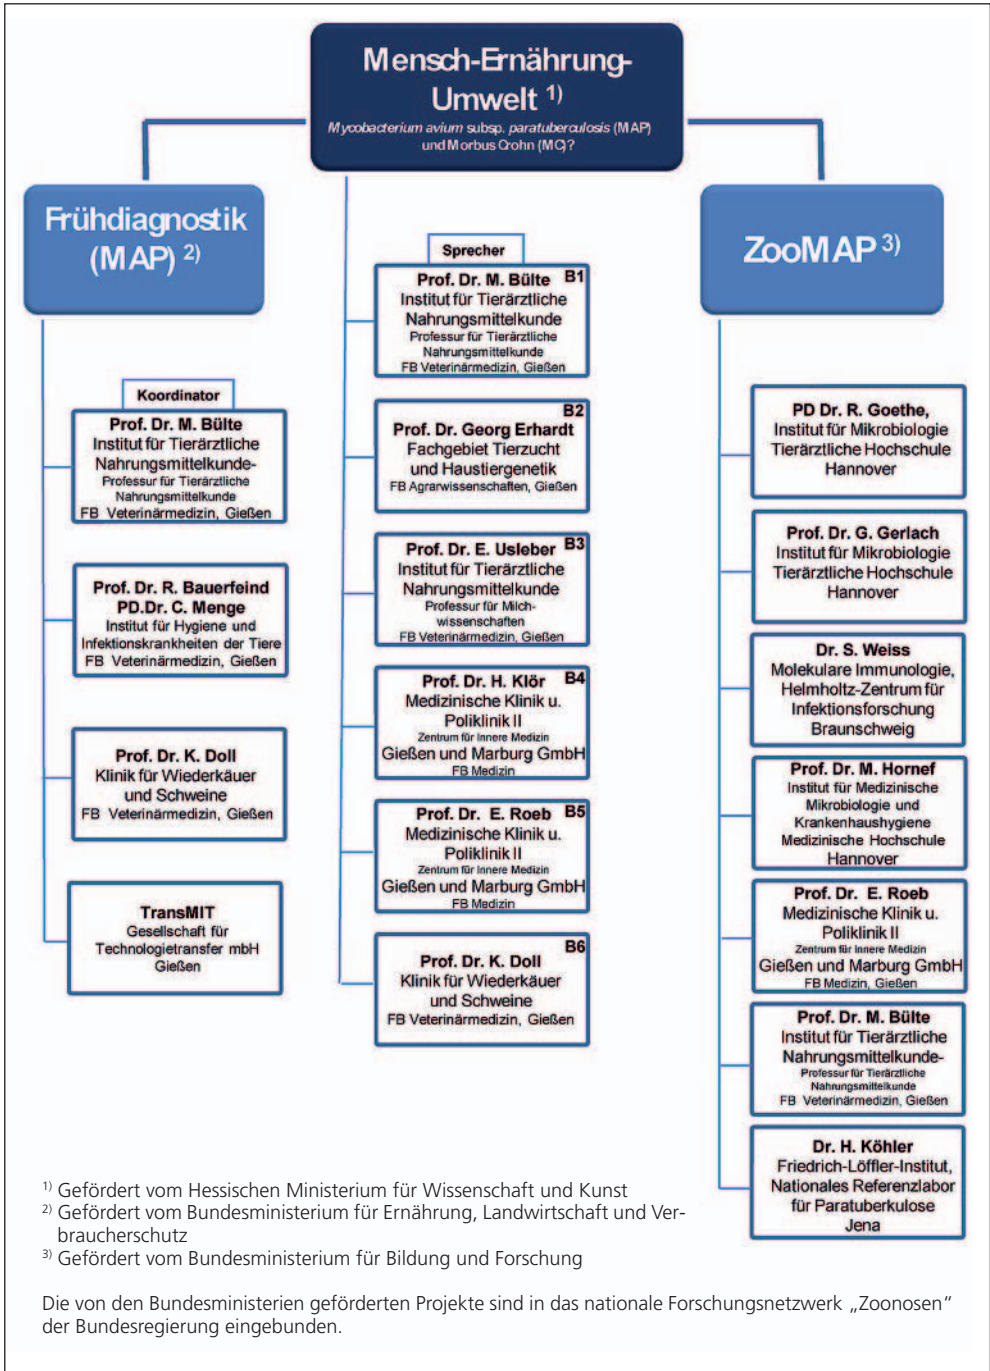 Mensch-Ernährung-
Umwelt 1)
Mycobacterium avium subsp. paratuberculosis (MAP)
und Morbus Crohn (MC)?
Frühdiagnostik
(MAP) 2)
Koordinator
Prof. Dr. M. Bülte
Institut für Tierärztliche
Nahrungsmittelkunde-
Professur für Tierärztliche
Nahrungsmittelkunde
FB Veterinärmedizin, Gießen
Prof. Dr. R. Bauerfeind
PD.Dr. C. Menge
Institut für Hygiene und
Infektionskrankheiten der Tiere
FB Veterinärmedizin, Gießen
Prof. Dr. K. Doll
Klinik für Wiederkäuer
und Schweine
FB Veterinärmedizin, Gießen
TransMIT
Gesellschaft für
Technologietransfer mbH
Gießen
Sprecher
Prof. Dr. M. Bülte B1
Institut für Tierärztliche
Nahrungsmittelkunde
Professur für Tierärztliche
Nahrungsmittelkunde
FB Veterinärmedizin, Gießen
B2
Prof. Dr. Georg Erhardt
Fachgebiet Tierzucht
und Haustiergenetik
FB Agrarwissenschaften, Gießen
Prof. Dr. E. Usleber B3
Institut für Tierärztliche
Nahrungsmittelkunde
Professur für Milch-
wissenschaften
FB Veterinärmedizin, Gießen
Prof. Dr. H. Klör B4
Medizinische Klinik u.
Poliklinik II
Zentrum für Innere Medizin
Gießen und Marburg GmbH
FB Medizin
Prof. Dr. E. Roeb B5
Medizinische Klinik u.
Poliklinik II
Zentrum für Innere Medizin
Gießen und Marburg GmbH
FB Medizin
B6
Prof. Dr. K. Doll
Klinik für Wiederkäuer
und Schweine
FB Veterinärmedizin, Gießen
ZooMAP 3)
PD Dr. R. Goethe,
Institut für Mikrobiologie
Tierärztliche Hochschule
Hannover
Prof. Dr. G. Gerlach
Institut für Mikrobiologie
Tierärztliche Hochschule
Hannover
Dr. S. Weiss
Molekulare Immunologie,
Helmholtz-Zentrum für
Infektionsforschung
Braunschweig
Prof. Dr. M. Hornef
Institut für Medizinische
Mikrobiologie und
Krankenhaushygiene
Medizinische Hochschule
Hannover
Prof. Dr. E. Roeb
Medizinische Klinik u.
Poliklinik II
Zentrum für Innere Medizin
Gießen und Marburg GmbH
FB Medizin, Gießen
Prof. Dr. M. Bülte
Institut für Tierärztliche
Nahrungsmittelkunde-
Professur für Tierärztliche
Nahrungsmittelkunde
FB Veterinärmedizin, Gießen
Dr. H. Köhler
Friedrich-Löffler-Institut,
Nationales Referenzlabor
für Paratuberkulose
Jena
1) Gefördert vom Hessischen Ministerium für Wissenschaft und Kunst
2) Gefördert vom Bundesministerium für Ernährung, Landwirtschaft und Ver-
braucherschutz
3) Gefördert vom Bundesministerium für Bildung und Forschung
Die von den Bundesministerien geförderten Projekte sind in das nationale Forschungsnetzwerk „Zoonosen“
der Bundesregierung eingebunden.